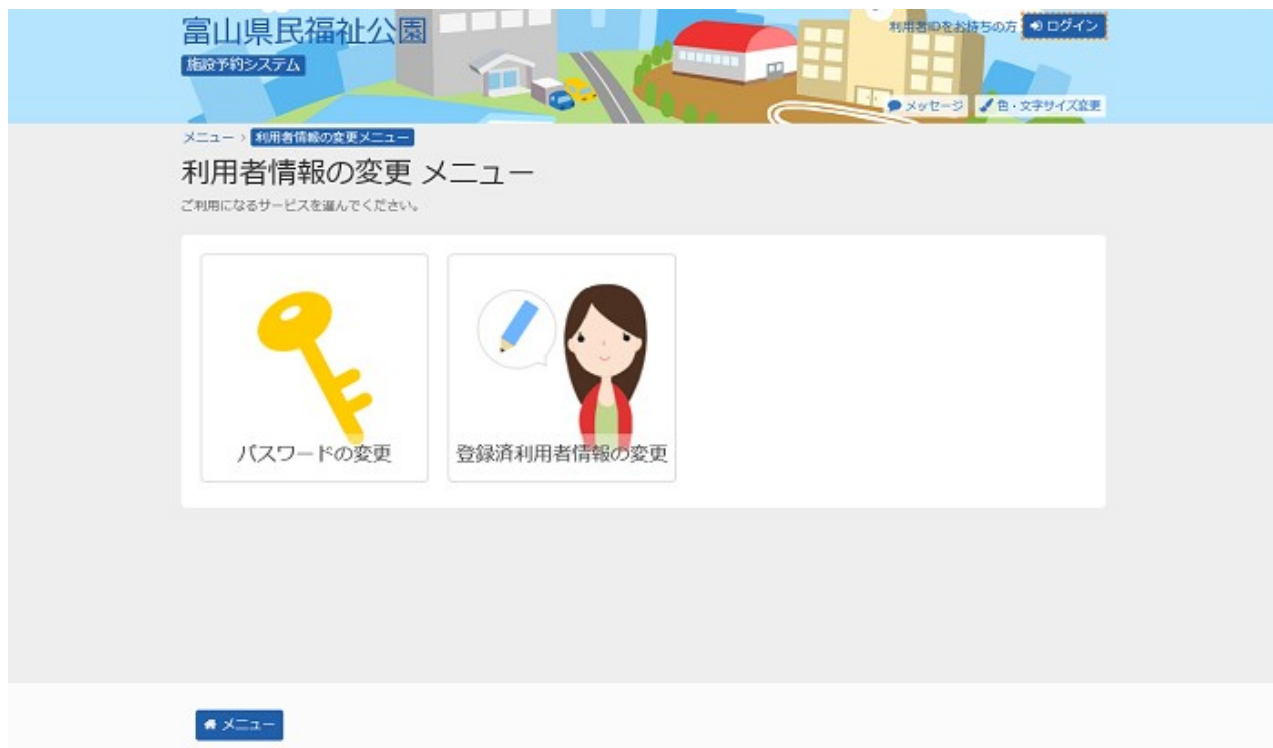 富山県民福祉公園
施設予約システム
利用者IDをお持ちの方 ログイン
メッセージ 色・文字サイズ変更
メニュー › 利用者情報の変更メニュー
利用者情報の変更 メニュー
ご利用になるサービスを選んでください。
パスワードの変更
登録済利用者情報の変更
メニュー